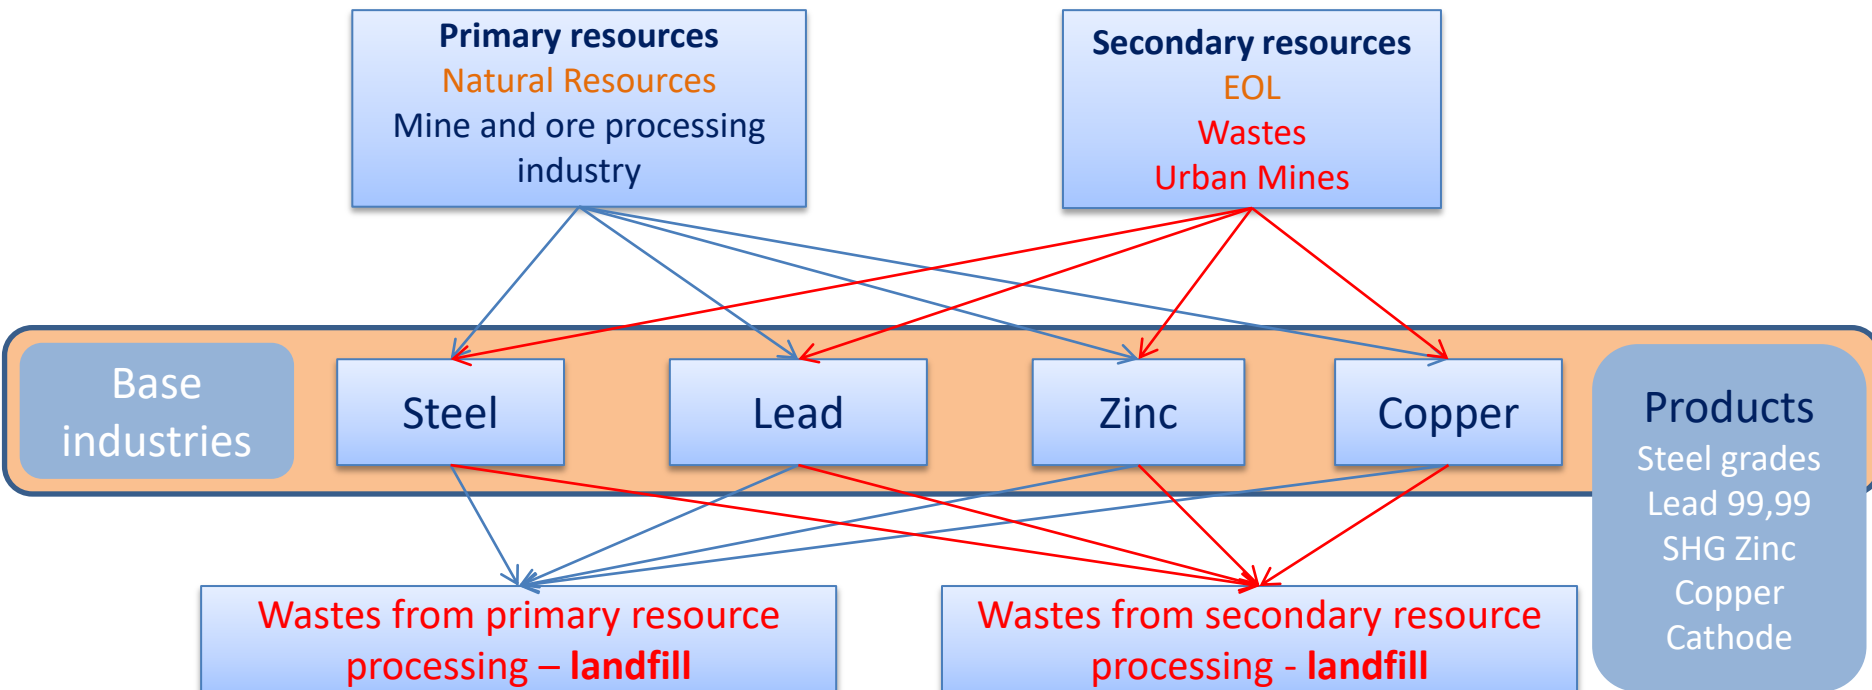 Primary resources
Natural Resources
Mine and ore processing
industry
Secondary resources
EOL
Wastes
Urban Mines
Base
industries
Steel
Lead
Zinc
Copper
Products
Steel grades
Lead 99,99
SHG Zinc
Copper
Cathode
Wastes from primary resource
processing – landfill
Wastes from secondary resource
processing - landfill